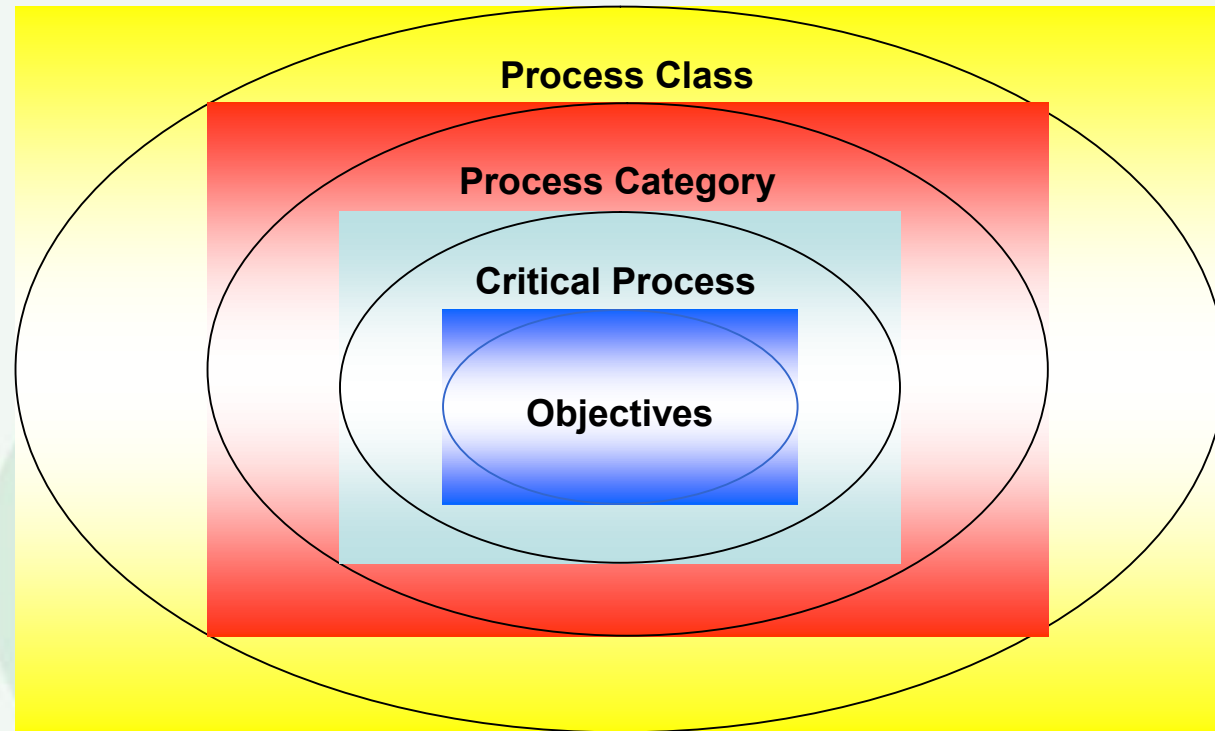 Process Class
Process Category
Critical Process
Objectives